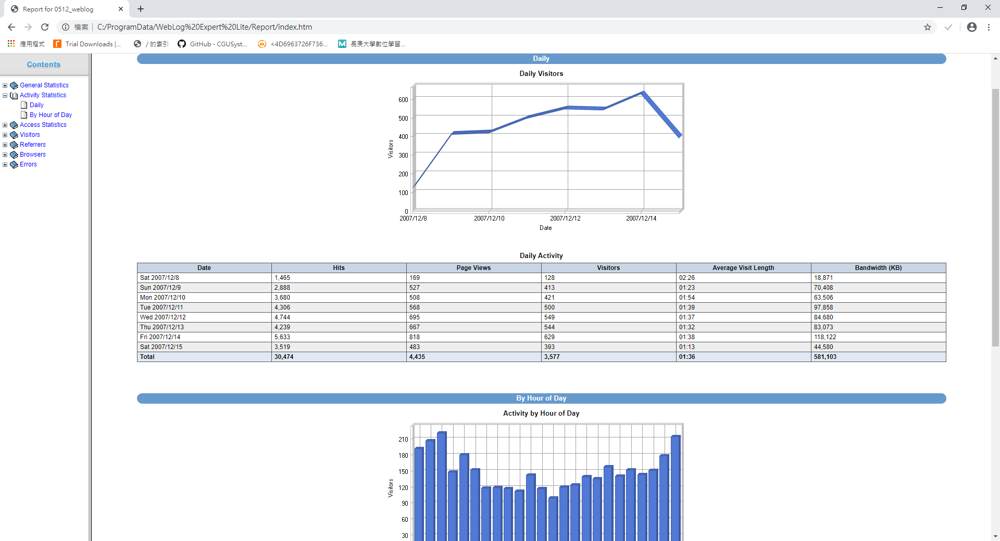 Report for 0512_weblog
檔案 C:/ProgramData/WebLog%20Expert%20Lite/Report/index.htm
應用程式 Trial Downloads |... / 的索引 GitHub - CGUSyst... <4D6963726F736... 長庚大學數位學習...
Contents
General Statistics
Activity Statistics
Daily
By Hour of Day
Access Statistics
Visitors
Referrers
Browsers
Errors
Daily
Daily Visitors
600
500
400
300
200
100
0
Visitors
2007/12/8 2007/12/10 2007/12/12 2007/12/14
Date
Daily Activity
Date Hits Page Views Visitors Average Visit Length Bandwidth (KB)
Sat 2007/12/8 1,465 169 128 02:26 18,871
Sun 2007/12/9 2,888 527 413 01:23 70,408
Mon 2007/12/10 3,680 508 421 01:54 63,506
Tue 2007/12/11 4,306 568 500 01:39 97,858
Wed 2007/12/12 4,744 695 549 01:37 84,680
Thu 2007/12/13 4,239 667 544 01:32 83,073
Fri 2007/12/14 5,633 818 629 01:38 118,122
Sat 2007/12/15 3,519 483 393 01:13 44,580
Total 30,474 4,435 3,577 01:36 581,103
By Hour of Day
Activity by Hour of Day
210
180
150
120
90
60
30
Visitors